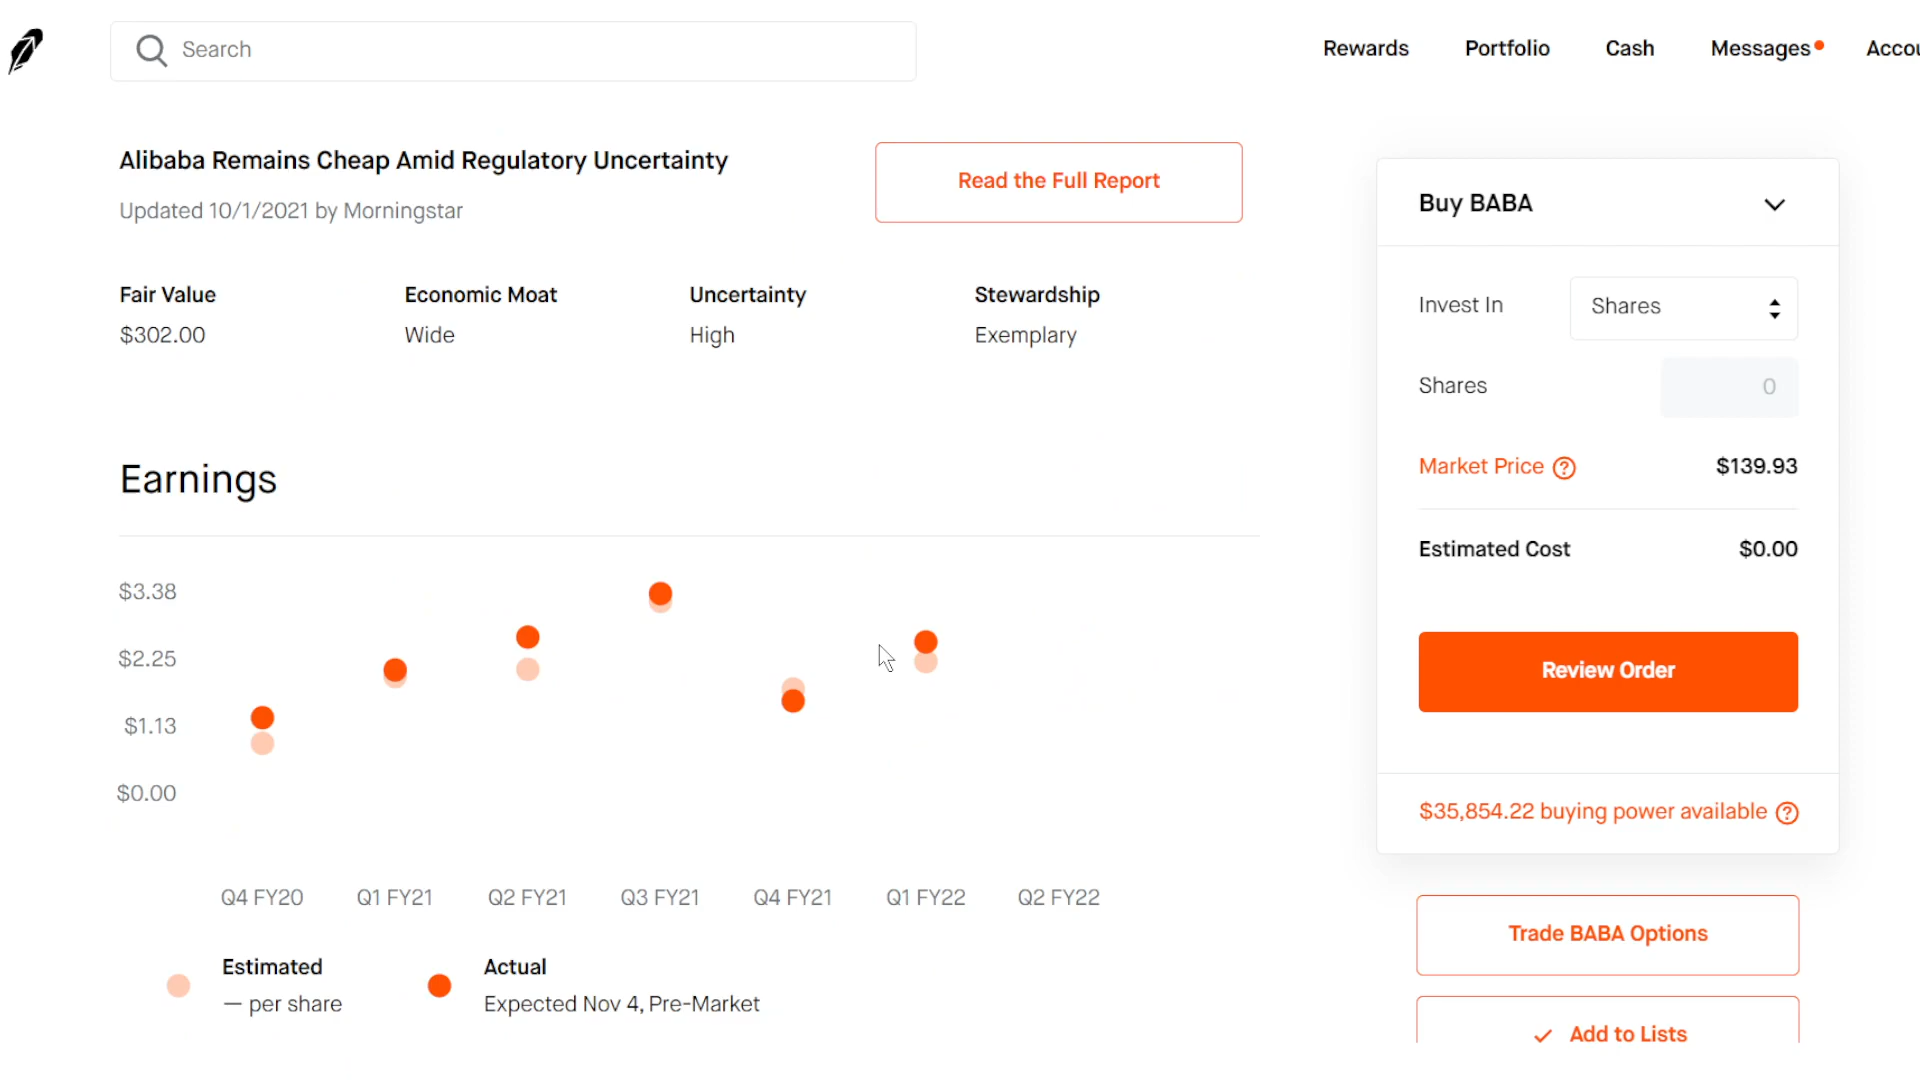 Search
Rewards
Portfolio
Cash
Messages
Accou
Alibaba Remains Cheap Amid Regulatory Uncertainty
Updated 10/1/2021 by Morningstar
Read the Full Report
Fair Value
$302.00
Economic Moat
Wide
Uncertainty
High
Stewardship
Exemplary
Earnings
$3.38
$2.25
$1.13
$0.00
Q4 FY20
Q1 FY21
Q2 FY21
Q3 FY21
Q4 FY21
Q1 FY22
Q2 FY22
Estimated
— per share
Actual
Expected Nov 4, Pre-Market
Buy BABA
Invest In
Shares
Shares
0
Market Price ?
$139.93
Estimated Cost
$0.00
Review Order
$35,854.22 buying power available ?
Trade BABA Options
✓ Add to Lists